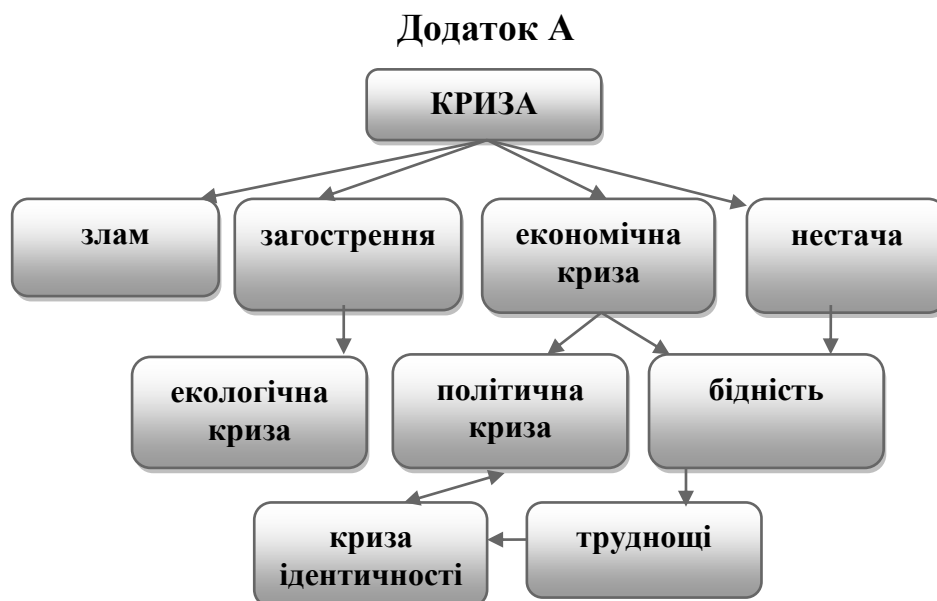 Додаток А
КРИЗА
злам
загострення
економічна
криза
нестача
екологічна
криза
політична
криза
бідність
криза
ідентичності
труднощі